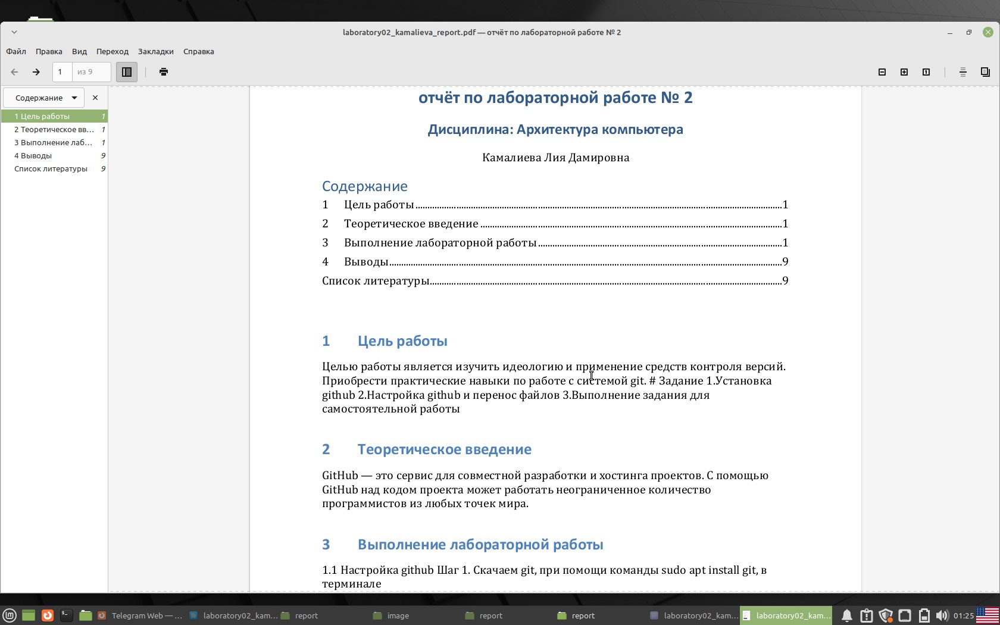 laboratory02_kamalieva_report.pdf — отчёт по лабораторной работе № 2
Файл Правка Вид Переход Закладки Справка
1 из 9
Содержание
1 Цель работы 1
2 Теоретическое вв... 1
3 Выполнение лаб... 1
4 Выводы 9
Список литературы 9
отчёт по лабораторной работе № 2
Дисциплина: Архитектура компьютера
Камалиева Лия Дамировна
Содержание
1 Цель работы 1
2 Теоретическое введение 1
3 Выполнение лабораторной работы 1
4 Выводы 9
Список литературы 9
1 Цель работы
Целью работы является изучить идеологию и применение средств контроля версий.
Приобрести практические навыки по работе с системой git. # Задание 1.Установка
github 2.Настройка github и перенос файлов 3.Выполнение задания для
самостоятельной работы
2 Теоретическое введение
GitHub — это сервис для совместной разработки и хостинга проектов. С помощью
GitHub над кодом проекта может работать неограниченное количество
программистов из любых точек мира.
3 Выполнение лабораторной работы
1.1 Настройка github Шаг 1. Скачаем git, при помощи команды sudo apt install git, в
терминале
Telegram Web — ... laboratory02_kam... report image report report laboratory02_kam... laboratory02_kam... 01:25